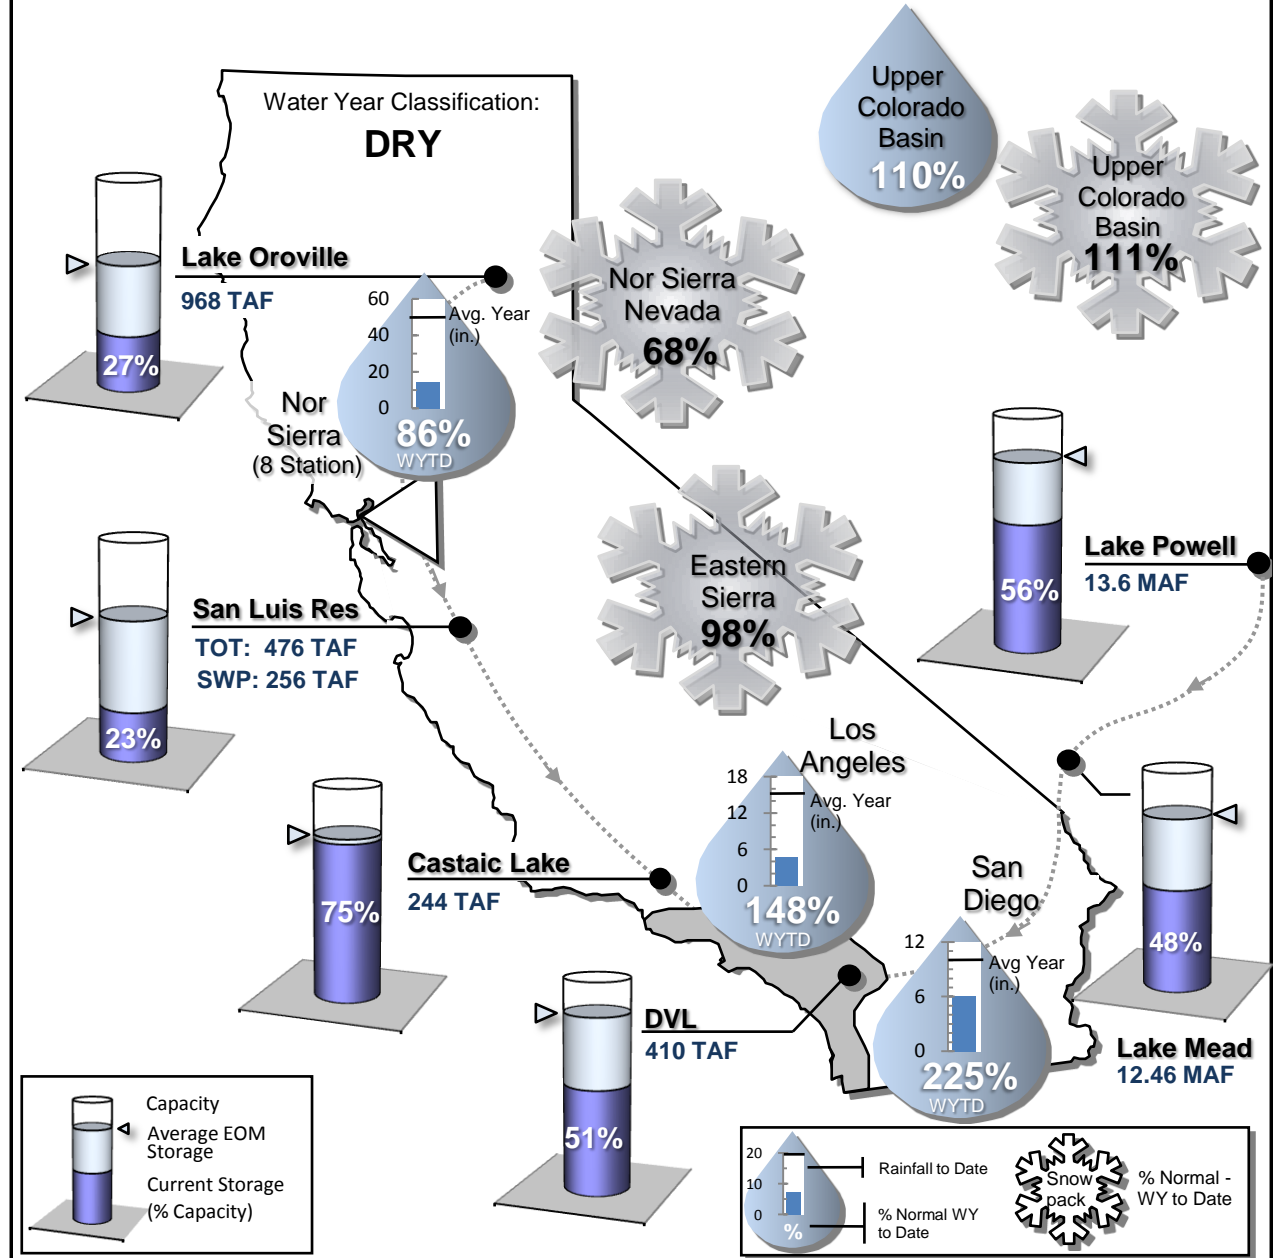 Water Year Classification:
DRY
Upper
Colorado
Basin
110%
Upper
Colorado
Basin
111%
Lake Oroville
968 TAF
27%
60
40
20
0
Avg. Year
(in.)
86%
WYTD
Nor
Sierra
(8 Station)
Nor Sierra
Nevada
68%
Eastern
Sierra
98%
56%
Lake Powell
13.6 MAF
San Luis Res
TOT: 476 TAF
SWP: 256 TAF
23%
Los
Angeles
18
12
6
0
Avg. Year
(in.)
148%
WYTD
Castaic Lake
244 TAF
75%
San
Diego
12
6
0
Avg Year
(in.)
225%
WYTD
48%
Lake Mead
12.46 MAF
DVL
410 TAF
51%
Capacity
Average EOM
Storage
Current Storage
(% Capacity)
20
10
0
%
Rainfall to Date
% Normal WY
to Date
Snow
pack
% Normal -
WY to Date